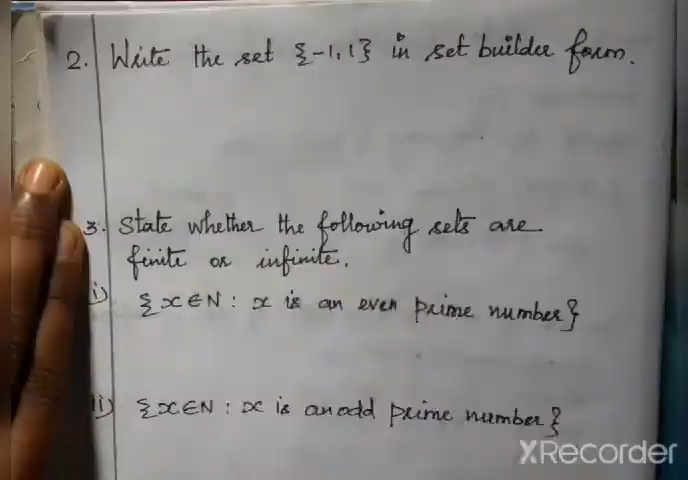 2. Write the set {-1, 1} in set builder form.
3. State whether the following sets are
finite or infinite.
i) {x∈N : x is an even prime number}
ii) {x∈N : x is an odd prime number}
XRecorder